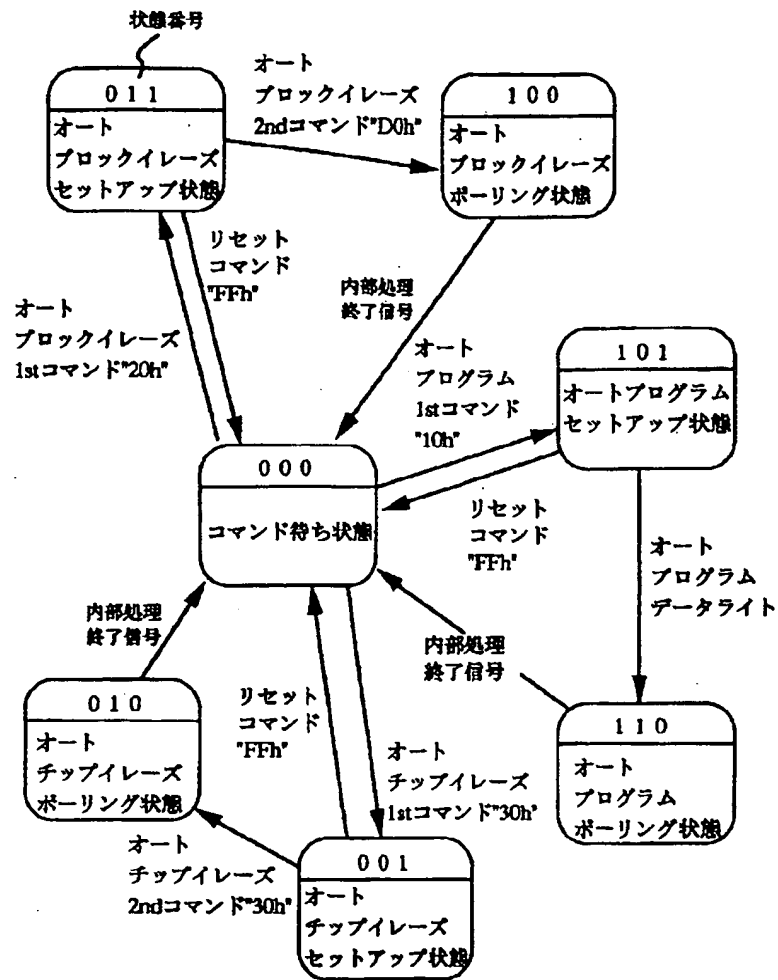 状態番号
011
オート
ブロックイレーズ
セットアップ状態
オート
ブロックイレーズ
2ndコマンド"D0h"
100
オート
ブロックイレーズ
ポーリング状態
リセット
コマンド
"FFh"
オート
ブロックイレーズ
1stコマンド"20h"
内部処理
終了信号
オート
プログラム
1stコマンド
"10h"
101
オートプログラム
セットアップ状態
000
コマンド待ち状態
リセット
コマンド
"FFh"
オート
プログラム
データライト
内部処理
終了信号
内部処理
終了信号
リセット
コマンド
"FFh"
010
オート
チップイレーズ
ポーリング状態
オート
チップイレーズ
1stコマンド"30h"
110
オート
プログラム
ポーリング状態
オート
チップイレーズ
2ndコマンド"30h"
001
オート
チップイレーズ
セットアップ状態